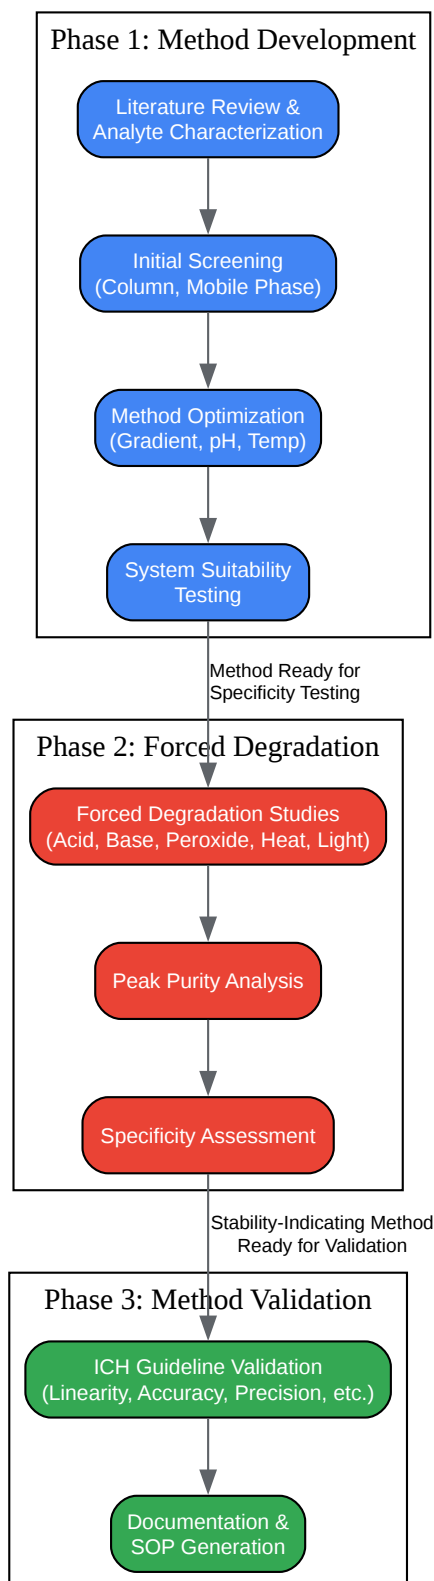 Phase 1: Method Development
Literature Review &
Analyte Characterization
Initial Screening
(Column, Mobile Phase)
Method Optimization
(Gradient, pH, Temp)
System Suitability
Testing
Method Ready for
Specificity Testing
Phase 2: Forced Degradation
Forced Degradation Studies
(Acid, Base, Peroxide, Heat, Light)
Peak Purity Analysis
Specificity Assessment
Stability-Indicating Method
Ready for Validation
Phase 3: Method Validation
ICH Guideline Validation
(Linearity, Accuracy, Precision, etc.)
Documentation &
SOP Generation